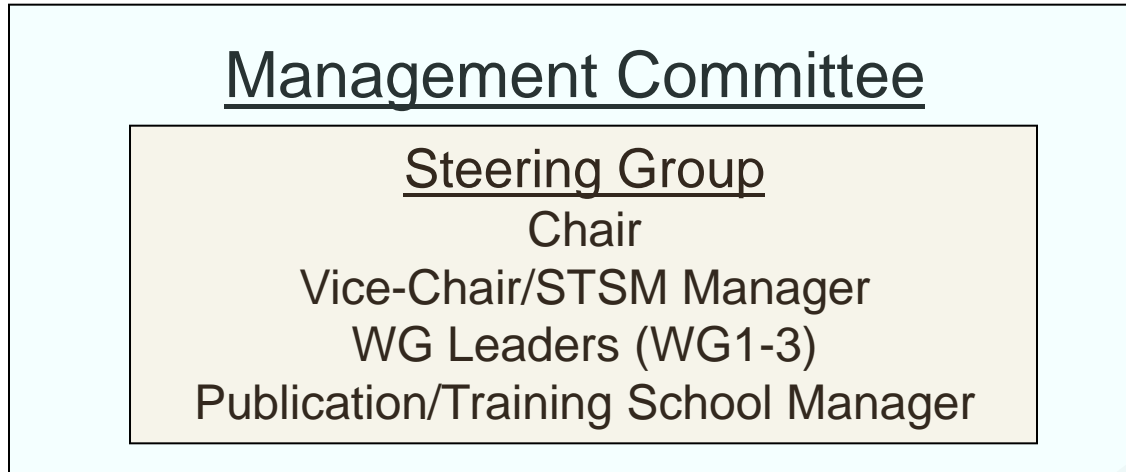 Management Committee
Steering Group
Chair
Vice-Chair/STSM Manager
WG Leaders (WG1-3)
Publication/Training School Manager